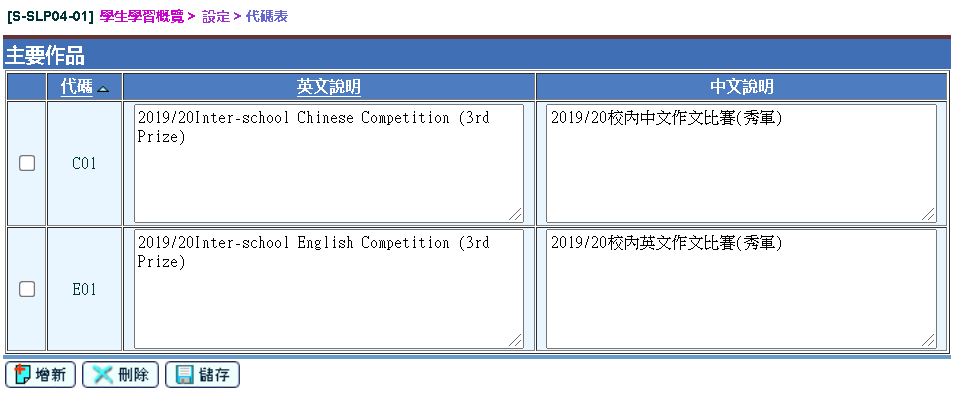 [S-SLP04-01] 學生學習概覽 > 設定 > 代碼表
主要作品
代碼 英文說明 中文說明
C01
2019/20Inter-school Chinese Competition (3rd
Prize)
2019/20校內中文作文比賽(秀軍)
E01
2019/20Inter-school English Competition (3rd
Prize)
2019/20校內英文作文比賽(秀軍)
增新 刪除 儲存